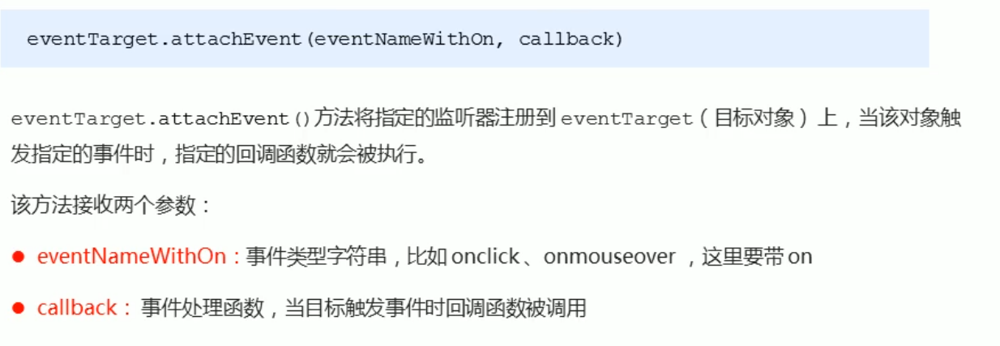 eventTarget.attachEvent(eventNameWithOn, callback)
eventTarget.attachEvent()方法将指定的监听器注册到 eventTarget（目标对象）上，当该对象触
发指定的事件时，指定的回调函数就会被执行。
该方法接收两个参数：
● eventNameWithOn：事件类型字符串，比如 onclick 、onmouseover ，这里要带 on
● callback： 事件处理函数，当目标触发事件时回调函数被调用